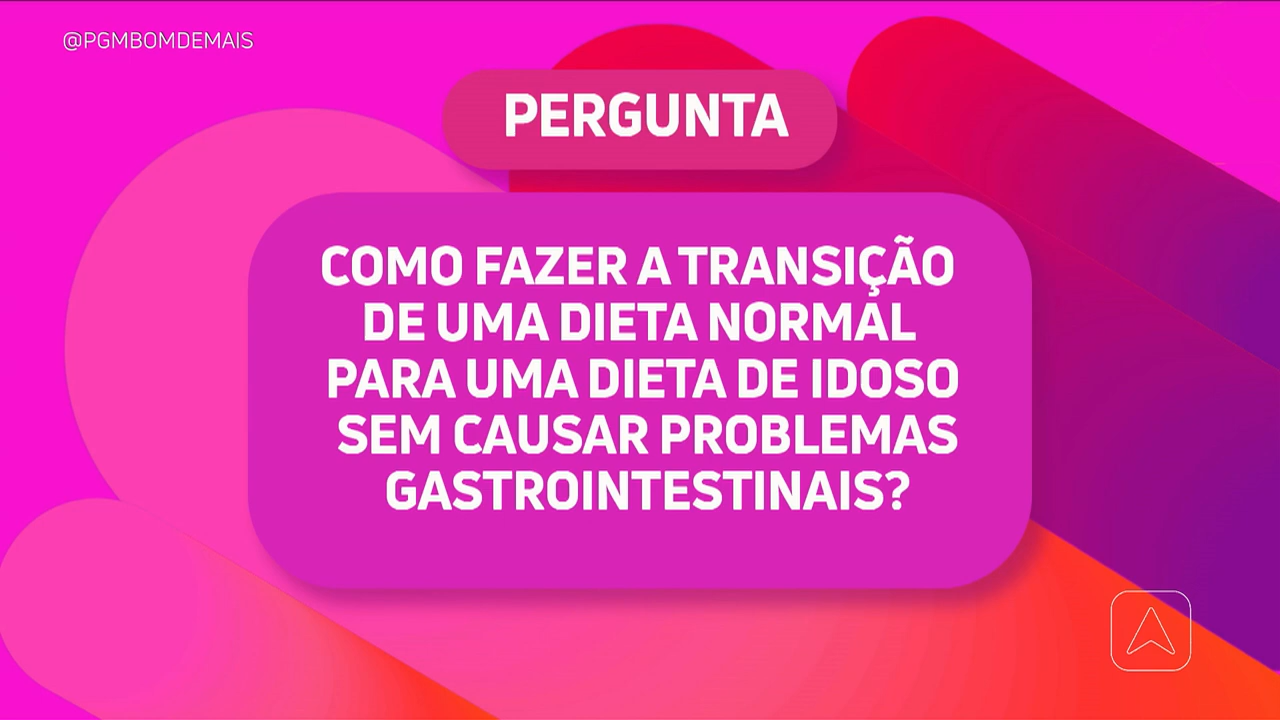 @PGMBOMDEMAIS
PERGUNTA
COMO FAZER A TRANSIÇÃO
DE UMA DIETA NORMAL
PARA UMA DIETA DE IDOSO
SEM CAUSAR PROBLEMAS
GASTROINTESTINAIS?